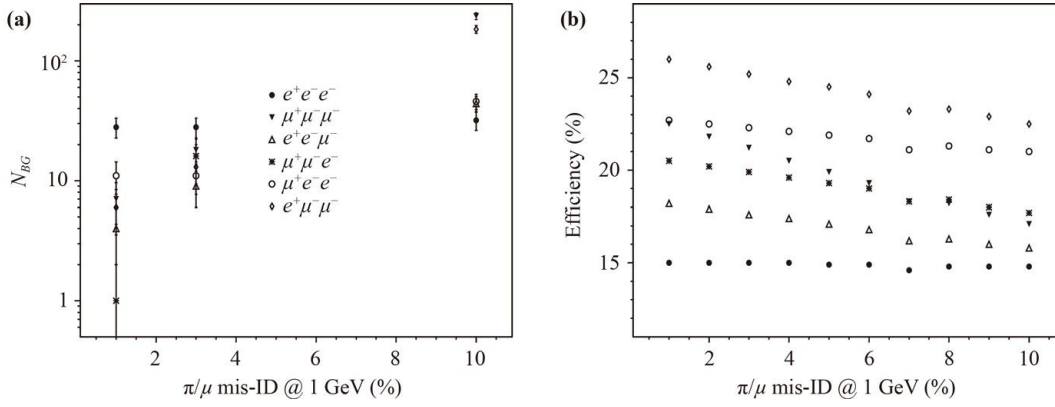 (a)
N_BG
10²
10
1
e⁺e⁻e⁻
μ⁺μ⁻μ⁻
e⁺e⁻μ⁻
μ⁺μ⁻e⁻
μ⁺e⁻e⁻
e⁺μ⁻μ⁻
2 4 6 8 10
π/μ mis-ID @ 1 GeV (%)
(b)
Efficiency (%)
25
20
15
2 4 6 8 10
π/μ mis-ID @ 1 GeV (%)